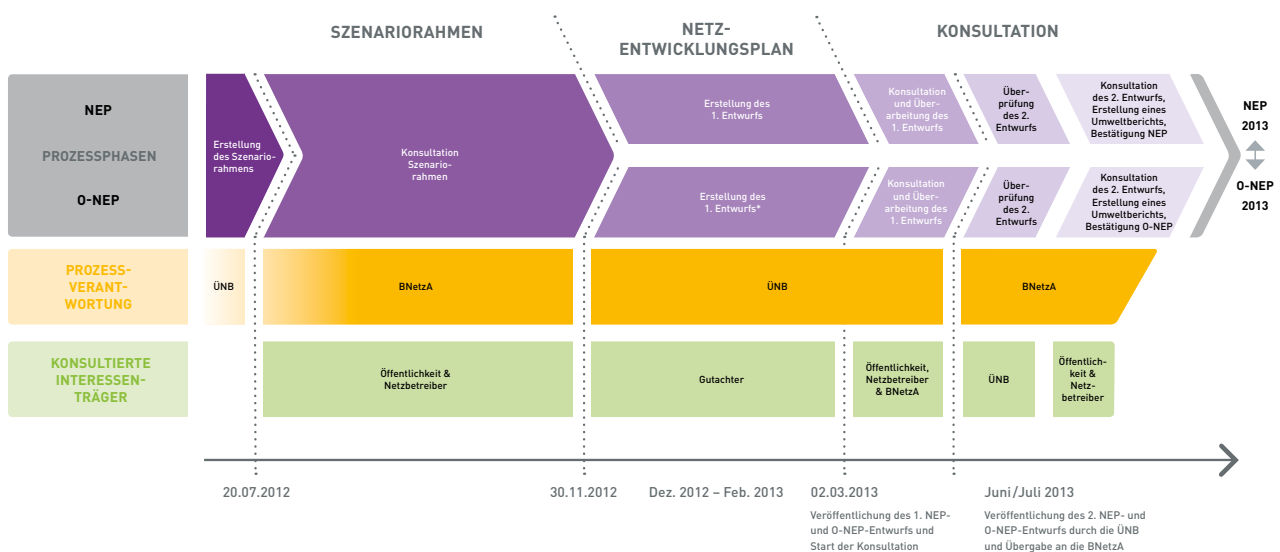 SZENARIORAHMEN
NETZ-
ENTWICKLUNGSPLAN
KONSULTATION
NEP
PROZESSPHASEN
O-NEP
Erstellung
des Szenario-
rahmens
Konsultation
Szenario-
rahmen
Erstellung des
1. Entwurfs
Konsultation
und Über-
arbeitung des
1. Entwurfs
Über-
prüfung
des 2.
Entwurfs
Konsultation
des 2. Entwurfs,
Erstellung eines
Umweltberichts,
Bestätigung NEP
Erstellung des
1. Entwurfs*
Konsultation
und Über-
arbeitung des
1. Entwurfs
Über-
prüfung
des 2.
Entwurfs
Konsultation
des 2. Entwurfs,
Erstellung eines
Umweltberichts,
Bestätigung O-NEP
NEP
2013
O-NEP
2013
PROZESS-
VERANT-
WORTUNG
ÜNB
BNetzA
ÜNB
BNetzA
KONSULTIERTE
INTERESSEN-
TRÄGER
Öffentlichkeit &
Netzbetreiber
Gutachter
Öffentlichkeit,
Netzbetreiber
& BNetzA
ÜNB
Öffentlich-
keit &
Netz-
betreiber
20.07.2012
30.11.2012
Dez. 2012 – Feb. 2013
02.03.2013
Veröffentlichung des 1. NEP-
und O-NEP-Entwurfs und
Start der Konsultation
Juni/Juli 2013
Veröffentlichung des 2. NEP- und
O-NEP-Entwurfs durch die ÜNB
und Übergabe an die BNetzA